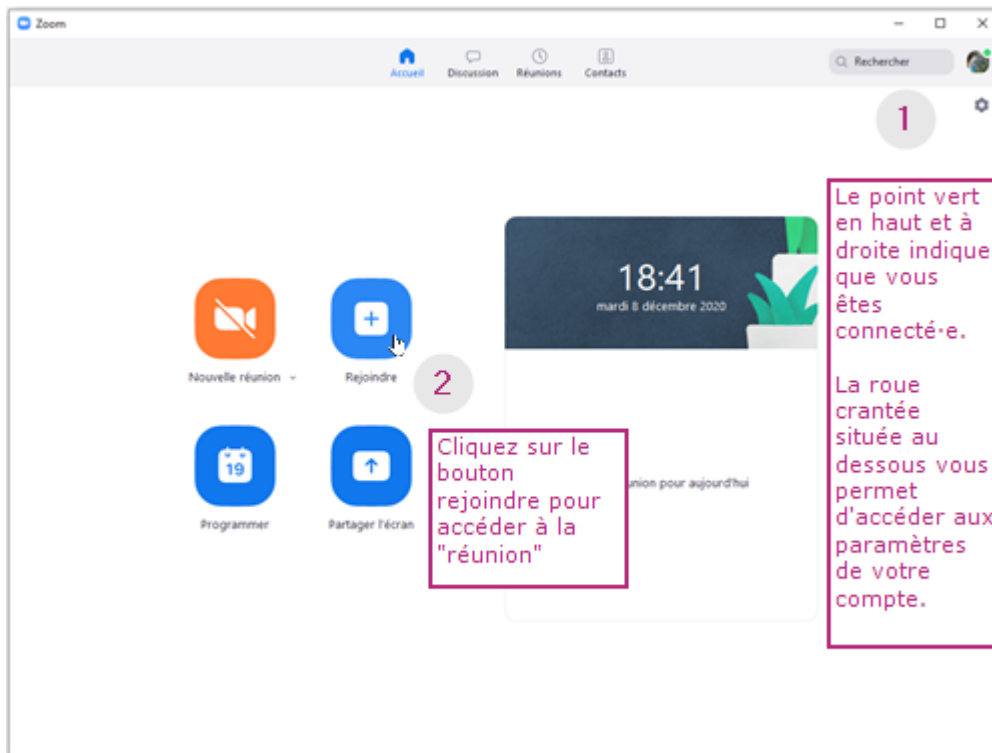 Zoom
Accueil
Discussion
Réunions
Contacts
Rechercher
1
Le point vert
en haut et à
droite indique
que vous
êtes
connecté·e.
La roue
crantée
située au
dessous vous
permet
d'accéder aux
paramètres
de votre
compte.
18:41
mardi 8 décembre 2020
Nouvelle réunion
Rejoindre
2
Cliquez sur le
bouton
rejoindre pour
accéder à la
"réunion"
pour aujourd'hui
19
Programmer
Partager l'écran